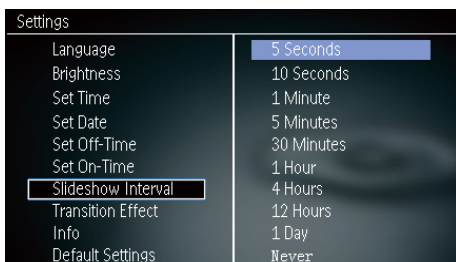 Settings
Language
Brightness
Set Time
Set Date
Set Off-Time
Set On-Time
Slideshow Interval
Transition Effect
Info
Default Settings
5 Seconds
10 Seconds
1 Minute
5 Minutes
30 Minutes
1 Hour
4 Hours
12 Hours
1 Day
Never